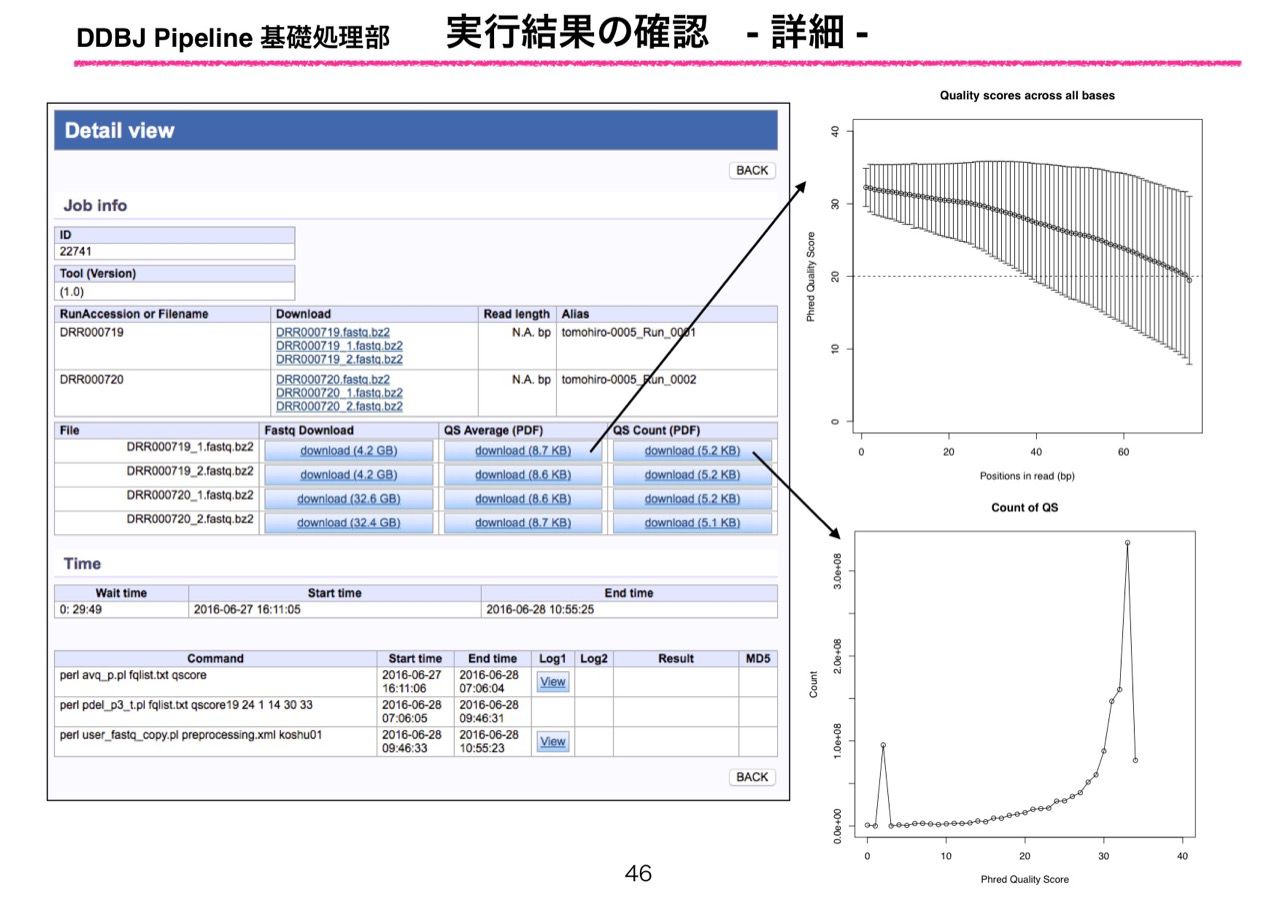 DDBJ Pipeline 基礎処理部 実行結果の確認 - 詳細 -
Detail view
BACK
Job info
ID
22741
Tool (Version)
(1.0)
RunAccession or Filename Download Read length Alias
DRR000719 DRR000719.fastq.bz2 N.A. bp tomohiro-0005_Run_0001
DRR000719_1.fastq.bz2
DRR000719_2.fastq.bz2
DRR000720 DRR000720.fastq.bz2 N.A. bp tomohiro-0005_Run_0002
DRR000720_1.fastq.bz2
DRR000720_2.fastq.bz2
File Fastq Download QS Average (PDF) QS Count (PDF)
DRR000719_1.fastq.bz2 download (4.2 GB) download (8.7 KB) download (5.2 KB)
DRR000719_2.fastq.bz2 download (4.2 GB) download (8.6 KB) download (5.2 KB)
DRR000720_1.fastq.bz2 download (32.6 GB) download (8.6 KB) download (5.2 KB)
DRR000720_2.fastq.bz2 download (32.4 GB) download (8.7 KB) download (5.1 KB)
Time
Wait time Start time End time
0: 29:49 2016-06-27 16:11:05 2016-06-28 10:55:25
Command Start time End time Log1 Log2 Result MD5
perl avq_p.pl fqlist.txt qscore 2016-06-27 2016-06-28 View
16:11:06 07:06:04
perl pdel_p3_t.pl fqlist.txt qscore19 24 1 14 30 33 2016-06-28 2016-06-28
07:06:05 09:46:31
perl user_fastq_copy.pl preprocessing.xml koshu01 2016-06-28 2016-06-28 View
09:46:33 10:55:23
BACK
Quality scores across all bases
Phred Quality Score
40
30
20
10
0
0 20 40 60
Positions in read (bp)
Count of QS
Count
3.0e+08
2.0e+08
1.0e+08
0.0e+00
0 10 20 30 40
Phred Quality Score
46